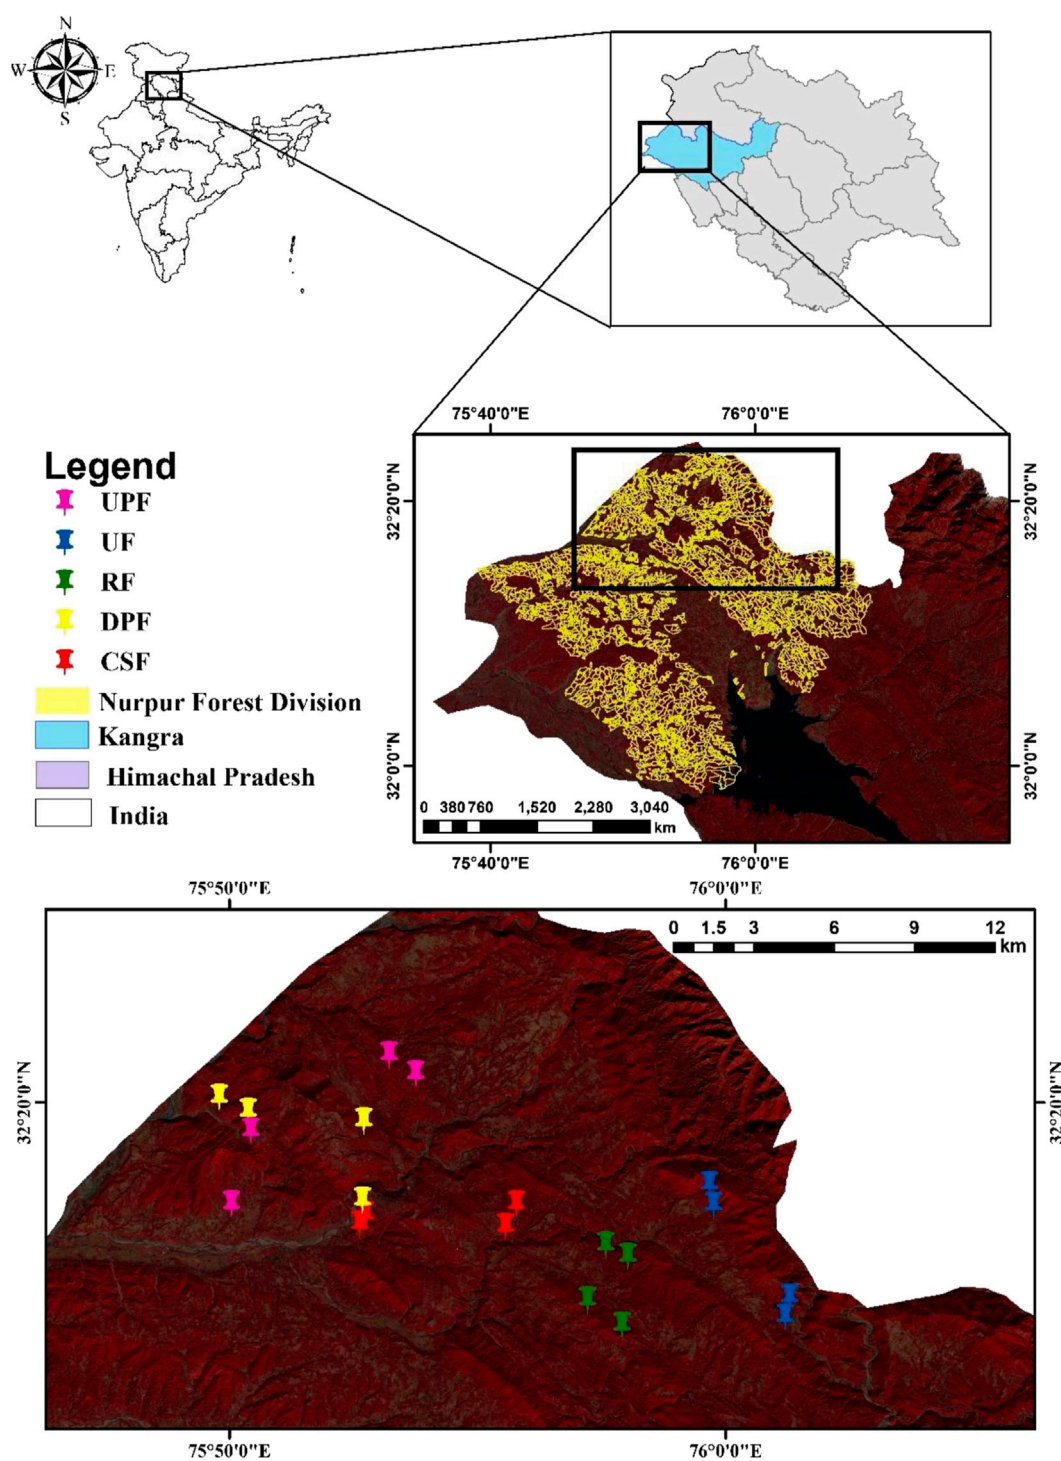 N
W E
S
75°40'0"E 76°0'0"E
32°20'0"N 32°20'0"N
32°0'0"N 32°0'0"N
Legend
UPF
UF
RF
DPF
CSF
Nurpur Forest Division
Kangra
Himachal Pradesh
India
0 380 760 1,520 2,280 3,040
km
75°40'0"E 76°0'0"E
75°50'0"E 76°0'0"E
0 1.5 3 6 9 12
km
32°20'0"N 32°20'0"N
75°50'0"E 76°0'0"E